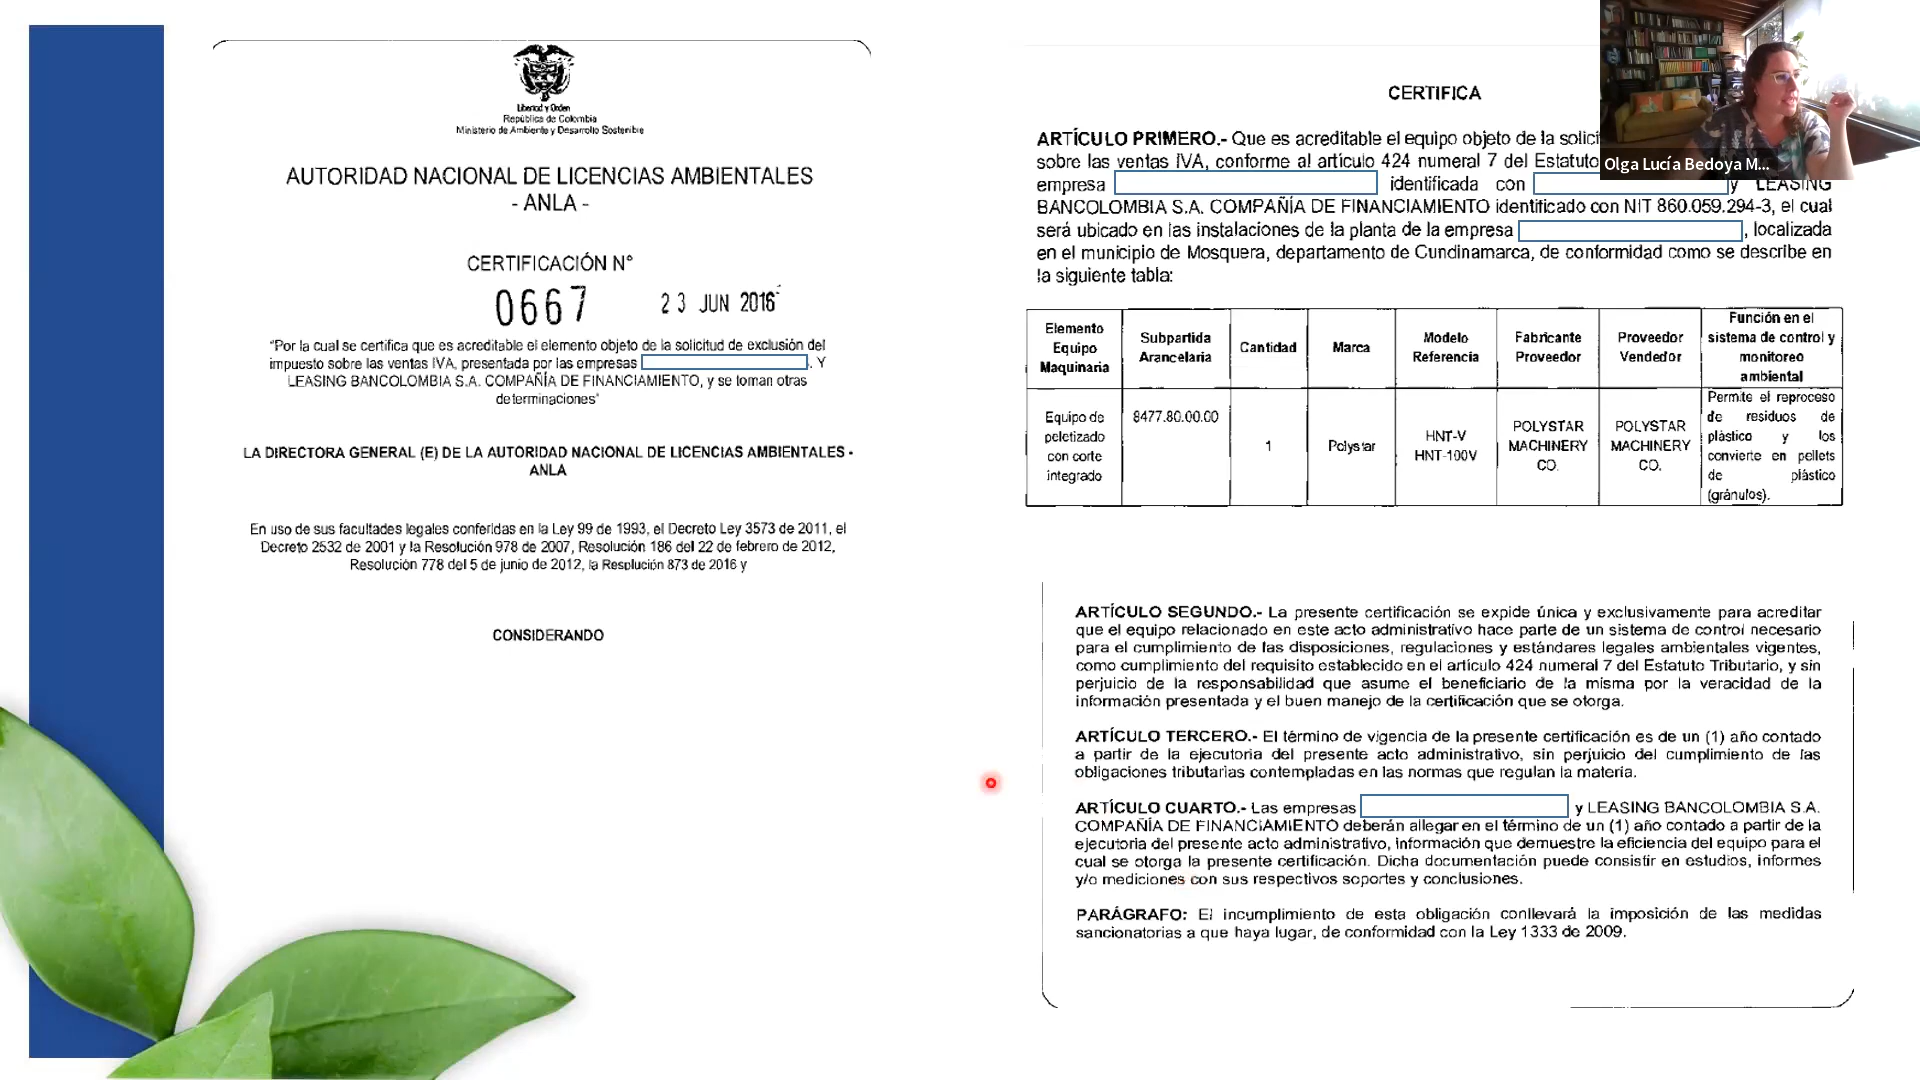 Libertad y Orden
República de Colombia
Ministerio de Ambiente y Desarrollo Sostenible
AUTORIDAD NACIONAL DE LICENCIAS AMBIENTALES
- ANLA -
CERTIFICACIÓN N°
0667 23 JUN 2016
“Por la cual se certifica que es acreditable el elemento objeto de la solicitud de exclusión del
impuesto sobre las ventas IVA, presentada por las empresas . Y
LEASING BANCOLOMBIA S.A. COMPAÑÍA DE FINANCIAMIENTO, y se toman otras
determinaciones”
LA DIRECTORA GENERAL (E) DE LA AUTORIDAD NACIONAL DE LICENCIAS AMBIENTALES -
ANLA
En uso de sus facultades legales conferidas en la Ley 99 de 1993, el Decreto Ley 3573 de 2011, el
Decreto 2532 de 2001 y la Resolución 978 de 2007, Resolución 186 del 22 de febrero de 2012,
Resolución 778 del 5 de junio de 2012, la Resolución 873 de 2016 y
CONSIDERANDO
CERTIFICA
ARTÍCULO PRIMERO.- Que es acreditable el equipo objeto de la solici
sobre las ventas IVA, conforme al artículo 424 numeral 7 del Estatuto
empresa identificada con y LEASING
BANCOLOMBIA S.A. COMPAÑÍA DE FINANCIAMIENTO identificado con NIT 860.059.294-3, el cual
será ubicado en las instalaciones de la planta de la empresa , localizada
en el municipio de Mosquera, departamento de Cundinamarca, de conformidad como se describe en
la siguiente tabla:
Elemento
Equipo
Maquinaria
Subpartida
Arancelaria
Cantidad
Marca
Modelo
Referencia
Fabricante
Proveedor
Proveedor
Vendedor
Función en el
sistema de control y
monitoreo
ambiental
Equipo de
peletizado
con corte
integrado
8477.80.00.00
1
Polystar
HNT-V
HNT-100V
POLYSTAR
MACHINERY
CO.
POLYSTAR
MACHINERY
CO.
Permite el reproceso
de residuos de
plástico y los
convierte en pellets
de plástico
(gránulos).
ARTÍCULO SEGUNDO.- La presente certificación se expide única y exclusivamente para acreditar
que el equipo relacionado en este acto administrativo hace parte de un sistema de control necesario
para el cumplimiento de las disposiciones, regulaciones y estándares legales ambientales vigentes,
como cumplimiento del requisito establecido en el artículo 424 numeral 7 del Estatuto Tributario, y sin
perjuicio de la responsabilidad que asume el beneficiario de la misma por la veracidad de la
información presentada y el buen manejo de la certificación que se otorga.
ARTÍCULO TERCERO.- El término de vigencia de la presente certificación es de un (1) año contado
a partir de la ejecutoria del presente acto administrativo, sin perjuicio del cumplimiento de las
obligaciones tributarias contempladas en las normas que regulan la materia.
ARTÍCULO CUARTO.- Las empresas y LEASING BANCOLOMBIA S.A.
COMPAÑÍA DE FINANCIAMIENTO deberán allegar en el término de un (1) año contado a partir de la
ejecutoria del presente acto administrativo, información que demuestre la eficiencia del equipo para el
cual se otorga la presente certificación. Dicha documentación puede consistir en estudios, informes
y/o mediciones con sus respectivos soportes y conclusiones.
PARÁGRAFO: El incumplimiento de esta obligación conllevará la imposición de las medidas
sancionatorias a que haya lugar, de conformidad con la Ley 1333 de 2009.
Olga Lucía Bedoya M...